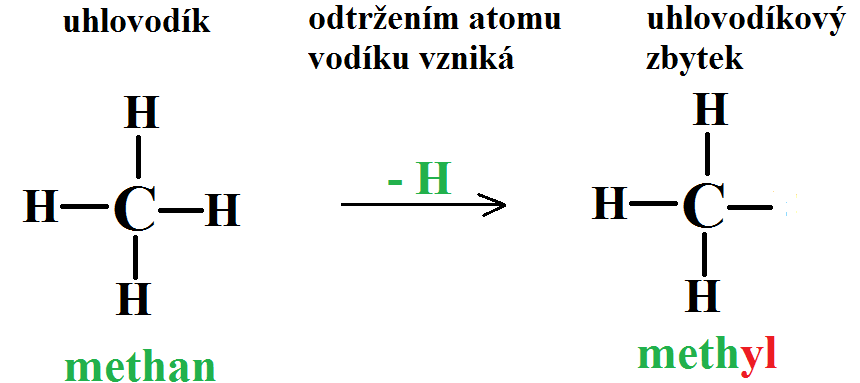 uhlovodík
odtržením atomu
vodíku vzniká
uhlovodíkový
zbytek
H
H C H
H
methan
- H
H
H C
H
methyl